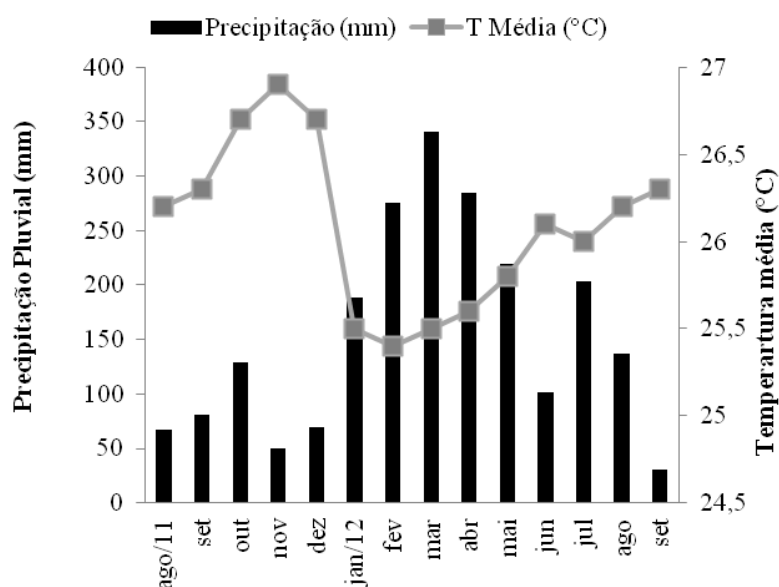 Precipitação (mm) T Média (°C)
Precipitação Pluvial (mm)
400
350
300
250
200
150
100
50
0
27
26,5
26
25,5
25
24,5
Temperartura média (°C)
ago/11
set
out
nov
dez
jan/12
fev
mar
abr
mai
jun
jul
ago
set